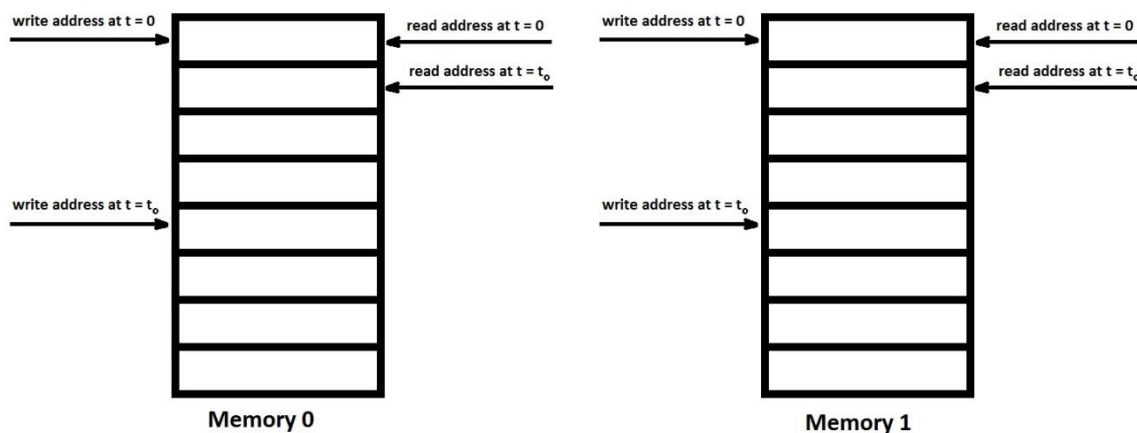 write address at t = 0
read address at t = 0
read address at t = tₒ
write address at t = tₒ
Memory 0
write address at t = 0
read address at t = 0
read address at t = tₒ
write address at t = tₒ
Memory 1